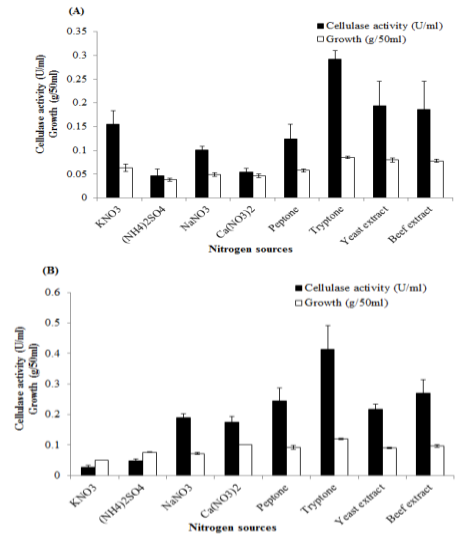 (A)
Cellulase activity (U/ml)
Growth (g/50ml)
0.35
0.3
0.25
0.2
0.15
0.1
0.05
0
Cellulase activity (U/ml)
Growth (g/50ml)
KNO3
(NH4)2SO4
NaNO3
Ca(NO3)2
Peptone
Tryptone
Yeast extract
Beef extract
Nitrogen sources
(B)
Cellulase activity (U/ml)
Growth (g/50ml)
0.6
0.5
0.4
0.3
0.2
0.1
0
Cellulase activity (U/ml)
Growth (g/50ml)
KNO3
(NH4)2SO4
NaNO3
Ca(NO3)2
Peptone
Tryptone
Yeast extract
Beef extract
Nitrogen sources